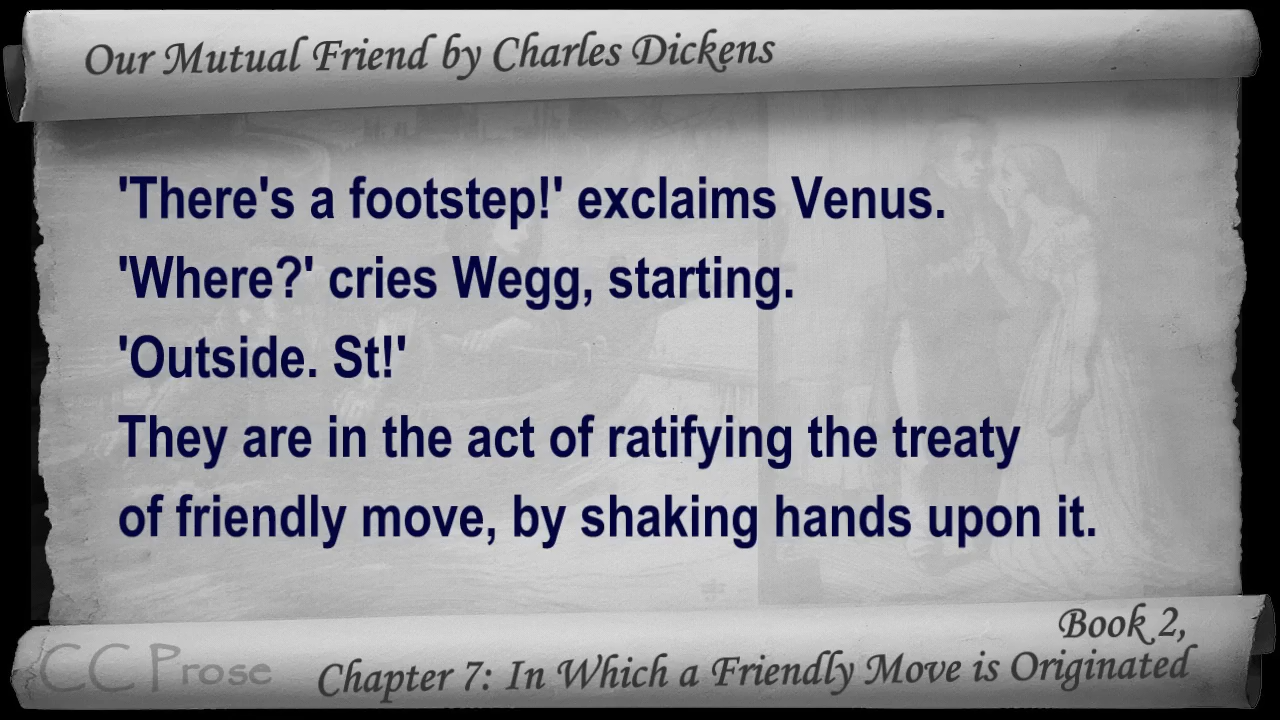 Our Mutual Friend by Charles Dickens
'There's a footstep!' exclaims Venus.
'Where?' cries Wegg, starting.
'Outside. St!'
They are in the act of ratifying the treaty
of friendly move, by shaking hands upon it.
Book 2,
CC Prose
Chapter 7: In Which a Friendly Move is Originated